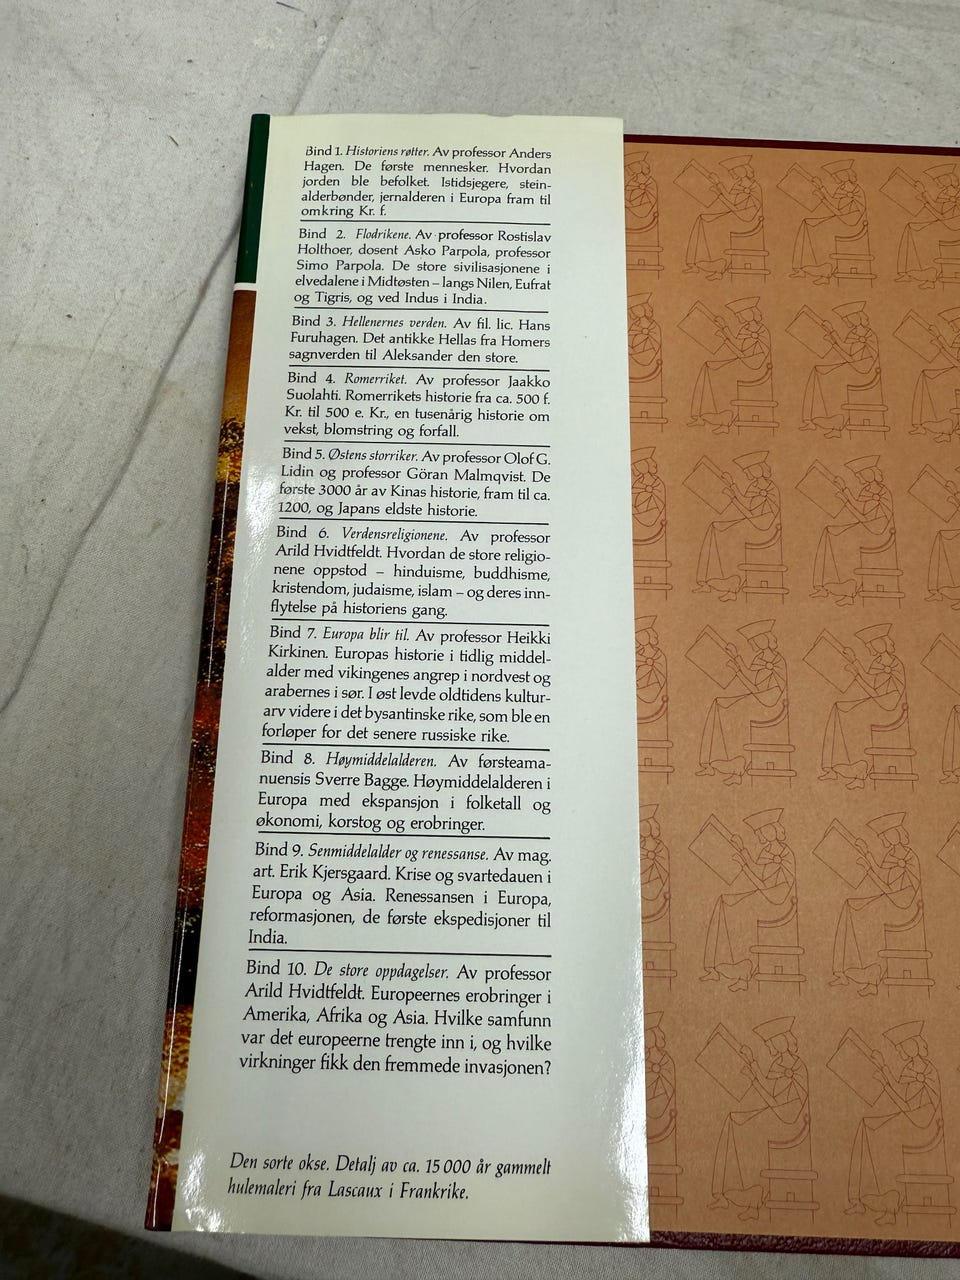 Bind 1. Historiens røtter. Av professor Anders
Hagen. De første mennesker. Hvordan
jorden ble befolket. Istidsjegere, stein-
alderbønder, jernalderen i Europa fram til
omkring Kr. f.
Bind 2. Flodrikene. Av professor Rostislav
Holthoer, dosent Asko Parpola, professor
Simo Parpola. De store sivilisasjonene i
elvedalene i Midtøsten – langs Nilen, Eufrat
og Tigris, og ved Indus i India.
Bind 3. Hellenernes verden. Av fil. lic. Hans
Furuhagen. Det antikke Hellas fra Homers
sagnverden til Aleksander den store.
Bind 4. Romerriket. Av professor Jaakko
Suolahti. Romerrikets historie fra ca. 500 f.
Kr. til 500 e. Kr., en tusenårig historie om
vekst, blomstring og forfall.
Bind 5. Østens storriker. Av professor Olof G.
Lidin og professor Göran Malmqvist. De
første 3000 år av Kinas historie, fram til ca.
1200, og Japans eldste historie.
Bind 6. Verdensreligionene. Av professor
Arild Hvidtfeldt. Hvordan de store religio-
nene oppstod – hinduisme, buddhisme,
kristendom, judaisme, islam – og deres inn-
flytelse på historiens gang.
Bind 7. Europa blir til. Av professor Heikki
Kirkinen. Europas historie i tidlig middel-
alder med vikingenes angrep i nordvest og
arabernes i sør. I øst levde oldtidens kultur-
arv videre i det bysantinske rike, som ble en
forløper for det senere russiske rike.
Bind 8. Høymiddelalderen. Av førsteama-
nuensis Sverre Bagge. Høymiddelalderen i
Europa med ekspansjon i folketall og
økonomi, korstog og erobringer.
Bind 9. Senmiddelalder og renessanse. Av mag.
art. Erik Kjersgaard. Krise og svartedauen i
Europa og Asia. Renessansen i Europa,
reformasjonen, de første ekspedisjoner til
India.
Bind 10. De store oppdagelser. Av professor
Arild Hvidtfeldt. Europeernes erobringer i
Amerika, Afrika og Asia. Hvilke samfunn
var det europeerne trengte inn i, og hvilke
virkninger fikk den fremmede invasjonen?
Den sorte okse. Detalj av ca. 15 000 år gammelt
hulemaleri fra Lascaux i Frankrike.